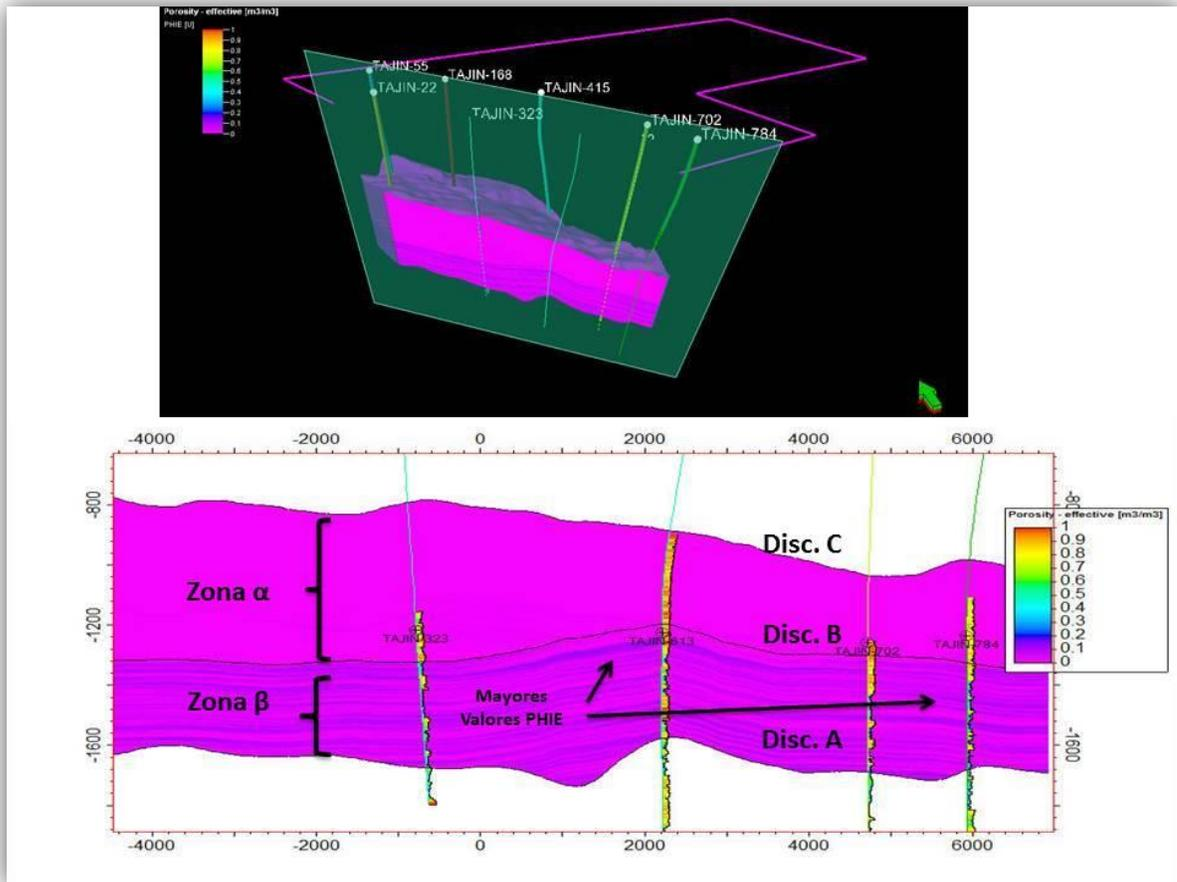 Porosity - effective [m3/m3]
PHIE [U]
1
0.9
0.8
0.7
0.6
0.5
0.4
0.3
0.2
0.1
0
TAJIN-55
TAJIN-168
TAJIN-22
TAJIN-415
TAJIN-323
TAJIN-702
TAJIN-784
-4000 -2000 0 2000 4000 6000
-800
Porosity - effective [m3/m3]
1
0.9
0.8
0.7
0.6
0.5
0.4
0.3
0.2
0.1
0
Disc. C
Zona α
-1200
TAJIN-323
TAJIN-613
Disc. B
TAJIN-702
TAJIN-784
Zona β
Mayores
Valores PHIE
Disc. A
-1600
-1600
-4000 -2000 0 2000 4000 6000